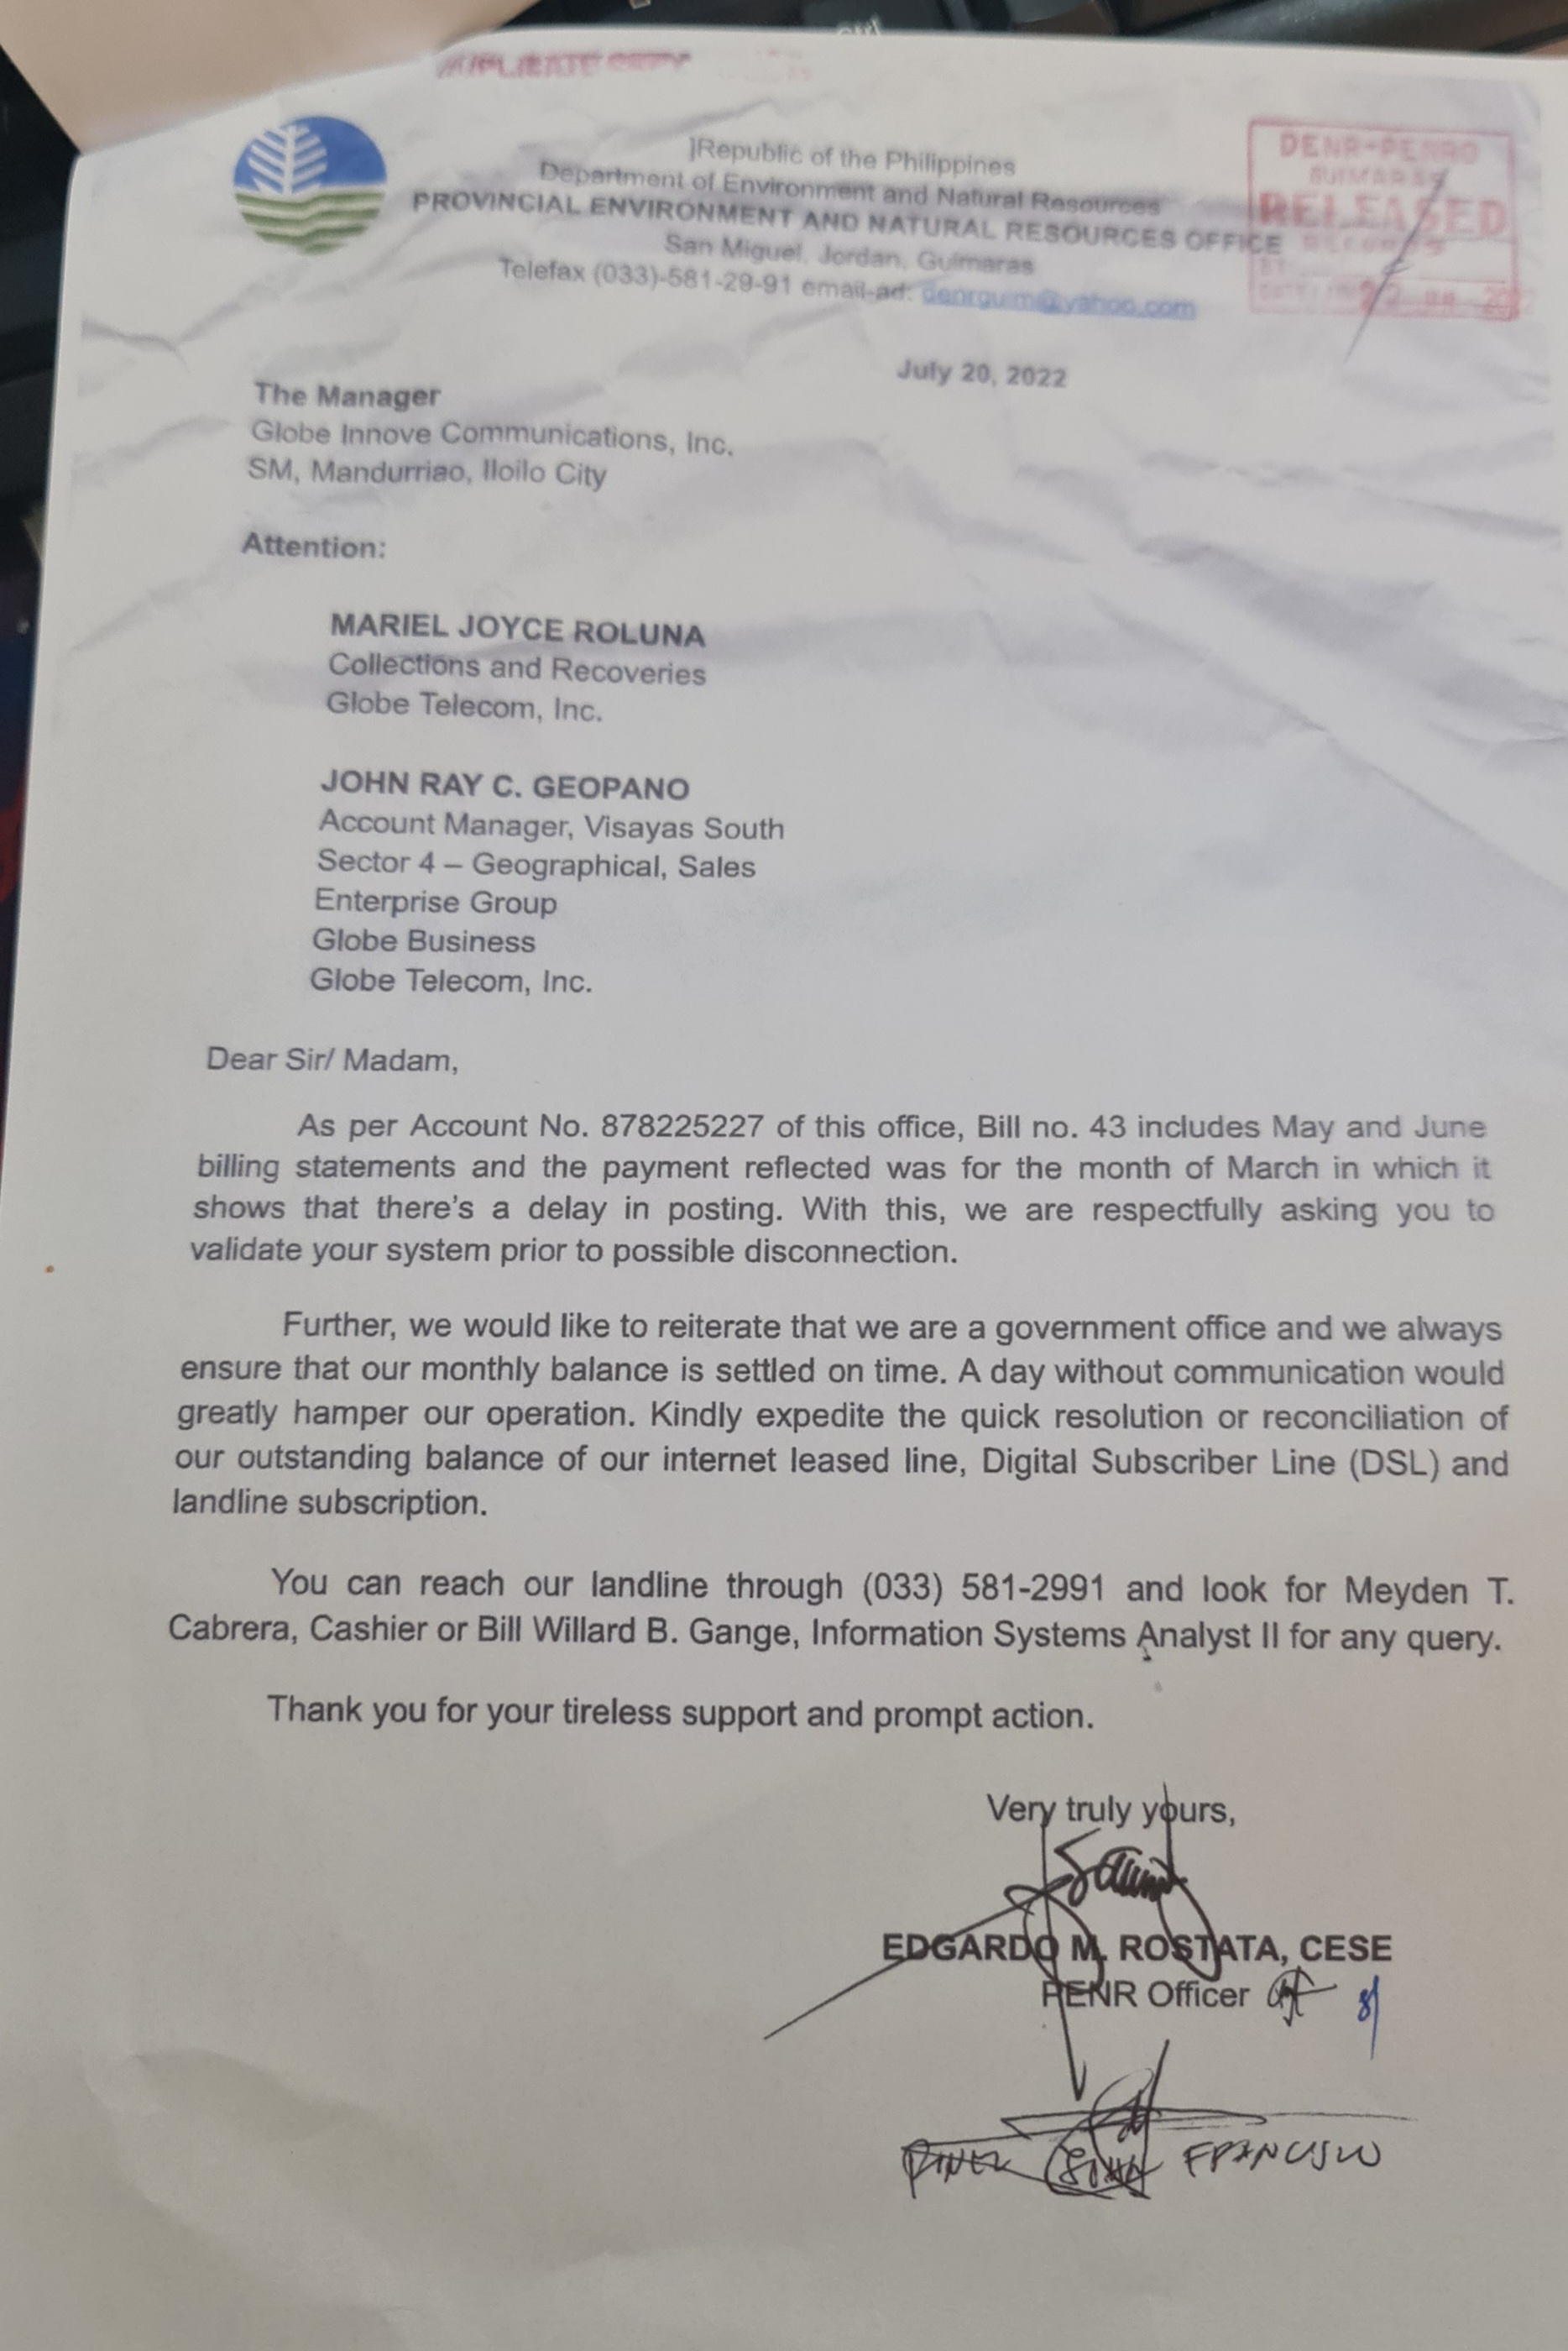 DUPLICATE COPY
]Republic of the Philippines
Department of Environment and Natural Resources
PROVINCIAL ENVIRONMENT AND NATURAL RESOURCES OFFICE
San Miguel, Jordan, Guimaras
Telefax (033)-581-29-91 email-ad: denrguim@yahoo.com
DENR-PENRO
GUIMARAS
RELEASED
RECORDS
BY:
July 20, 2022
The Manager
Globe Innove Communications, Inc.
SM, Mandurriao, Iloilo City
Attention:
MARIEL JOYCE ROLUNA
Collections and Recoveries
Globe Telecom, Inc.
JOHN RAY C. GEOPANO
Account Manager, Visayas South
Sector 4 – Geographical, Sales
Enterprise Group
Globe Business
Globe Telecom, Inc.
Dear Sir/ Madam,
As per Account No. 878225227 of this office, Bill no. 43 includes May and June
billing statements and the payment reflected was for the month of March in which it
shows that there's a delay in posting. With this, we are respectfully asking you to
validate your system prior to possible disconnection.
Further, we would like to reiterate that we are a government office and we always
ensure that our monthly balance is settled on time. A day without communication would
greatly hamper our operation. Kindly expedite the quick resolution or reconciliation of
our outstanding balance of our internet leased line, Digital Subscriber Line (DSL) and
landline subscription.
You can reach our landline through (033) 581-2991 and look for Meyden T.
Cabrera, Cashier or Bill Willard B. Gange, Information Systems Analyst II for any query.
Thank you for your tireless support and prompt action.
Very truly yours,
EDGARDO M. ROSTATA, CESE
PENR Officer
FRANCISCO